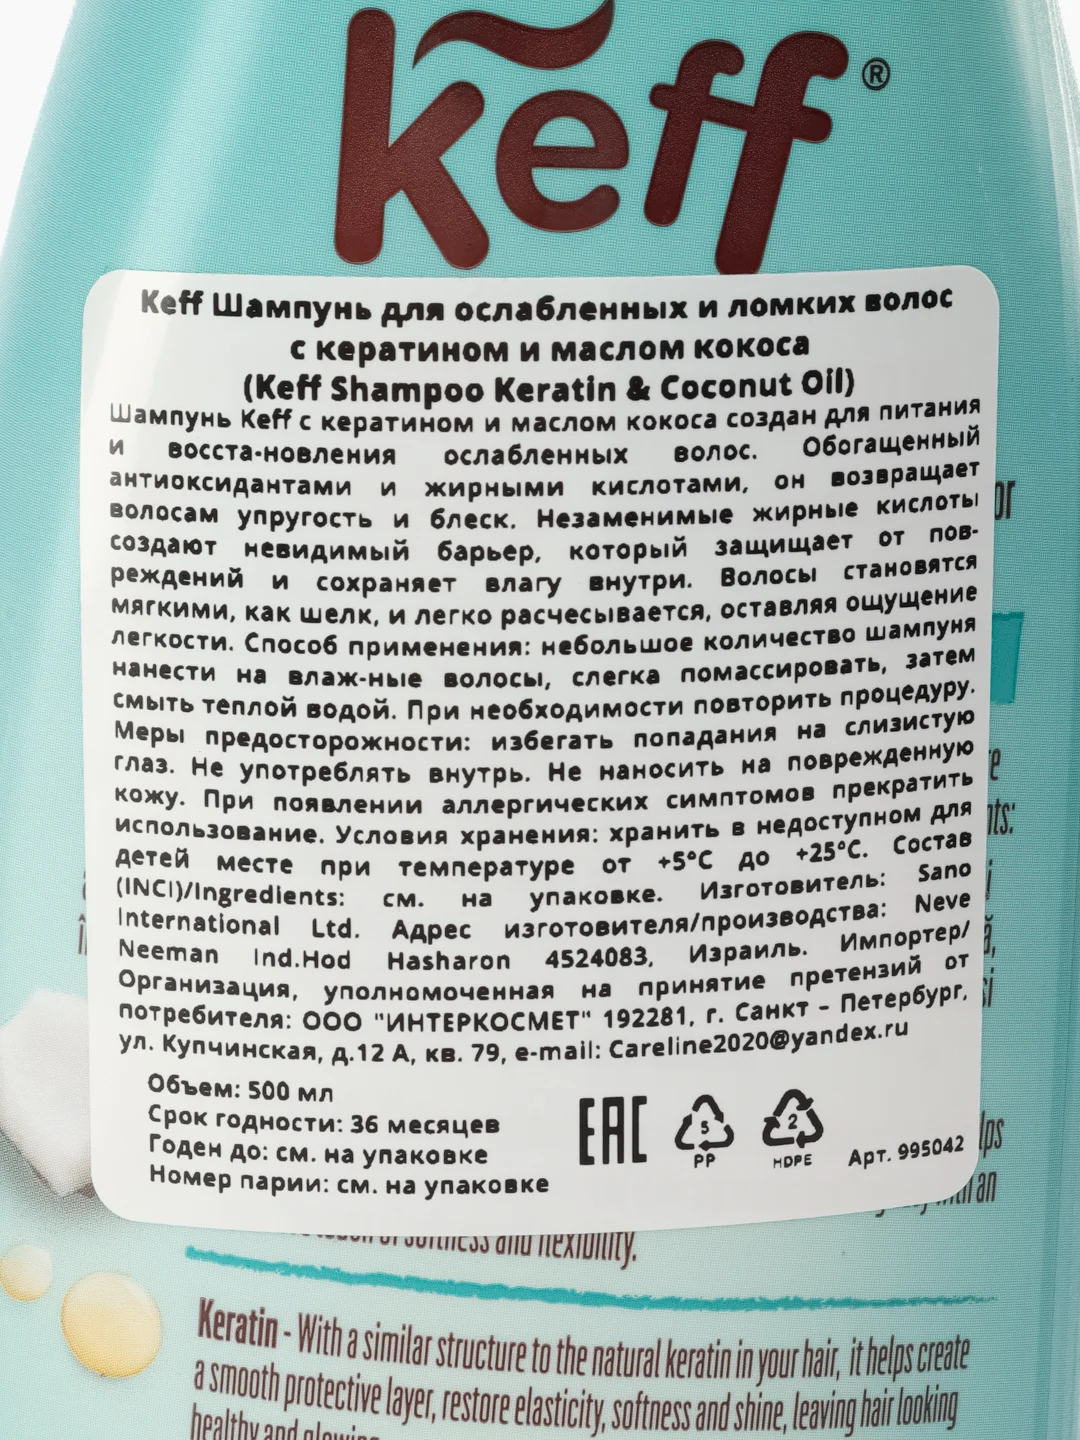 Keff®
Keff Шампунь для ослабленных и ломких волос
с кератином и маслом кокоса
(Keff Shampoo Keratin & Coconut Oil)
Шампунь Keff с кератином и маслом кокоса создан для питания
и восста-новления ослабленных волос. Обогащенный
антиоксидантами и жирными кислотами, он возвращает
волосам упругость и блеск. Незаменимые жирные кислоты
создают невидимый барьер, который защищает от пов-
реждений и сохраняет влагу внутри. Волосы становятся
мягкими, как шелк, и легко расчесывается, оставляя ощущение
легкости. Способ применения: небольшое количество шампуня
нанести на влаж-ные волосы, слегка помассировать, затем
смыть теплой водой. При необходимости повторить процедуру.
Меры предосторожности: избегать попадания на слизистую
глаз. Не употреблять внутрь. Не наносить на поврежденную
кожу. При появлении аллергических симптомов прекратить
использование. Условия хранения: хранить в недоступном для
детей месте при температуре от +5°C до +25°C. Состав
(INCI)/Ingredients: см. на упаковке. Изготовитель: Sano
International Ltd. Адрес изготовителя/производства: Neve
Neeman Ind.Hod Hasharon 4524083, Израиль. Импортер/
Организация, уполномоченная на принятие претензий от
потребителя: ООО "ИНТЕРКОСМЕТ" 192281, г. Санкт – Петербург,
ул. Купчинская, д.12 А, кв. 79, e-mail: Careline2020@yandex.ru
Объем: 500 мл
Срок годности: 36 месяцев
Годен до: см. на упаковке
Номер парии: см. на упаковке
EAC
5
PP
2
HDPE
Арт. 995042
an
of softness and flexibility.
Keratin - With a similar structure to the natural keratin in your hair, it helps create
a smooth protective layer, restore elasticity, softness and shine, leaving hair looking
healthy and glowing